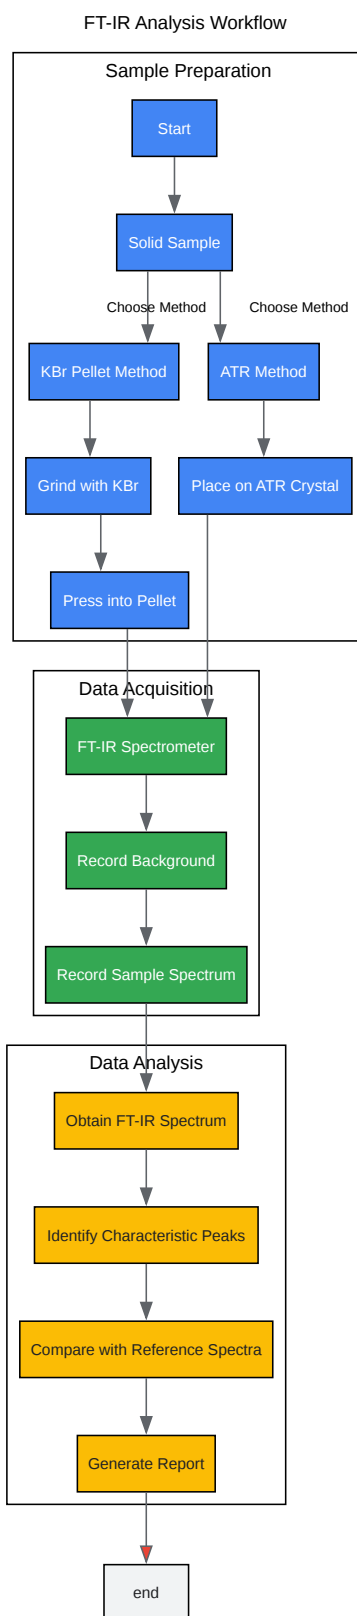 FT-IR Analysis Workflow
Sample Preparation
Start
Solid Sample
Choose Method
Choose Method
KBr Pellet Method
ATR Method
Grind with KBr
Place on ATR Crystal
Press into Pellet
Data Acquisition
FT-IR Spectrometer
Record Background
Record Sample Spectrum
Data Analysis
Obtain FT-IR Spectrum
Identify Characteristic Peaks
Compare with Reference Spectra
Generate Report
end